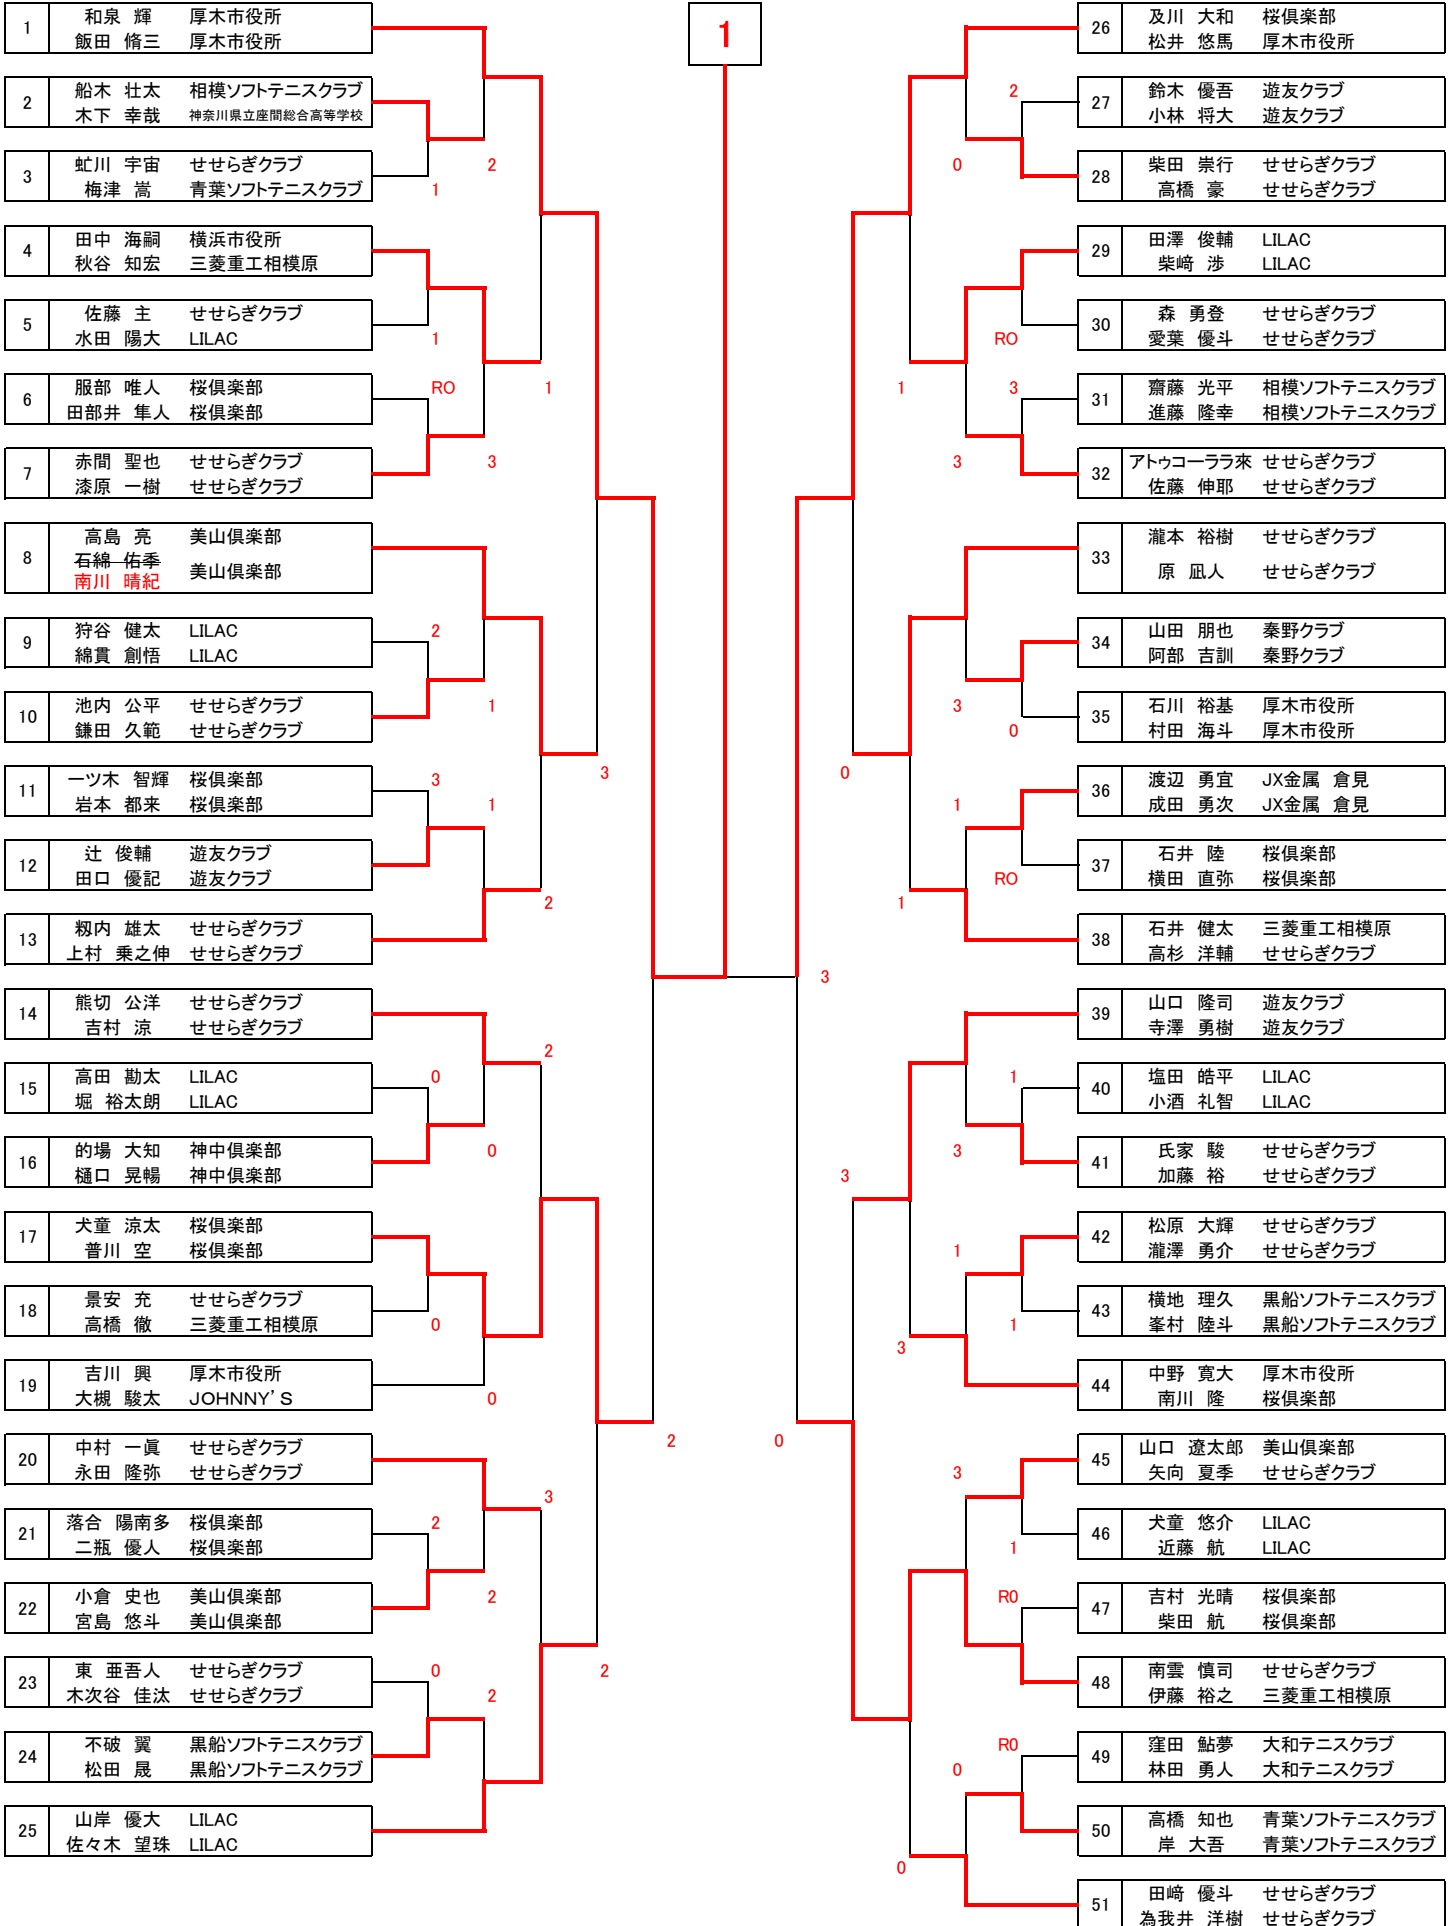 1
和泉 輝 厚木市役所
1
飯田 脩三 厚木市役所
船木 壮太 相模ソフトテニスクラブ
2
木下 幸哉 神奈川県立座間総合高等学校
虻川 宇宙 せせらぎクラブ
3
梅津 嵩 青葉ソフトテニスクラブ
2
1
田中 海嗣 横浜市役所
4
秋谷 知宏 三菱重工相模原
佐藤 主 せせらぎクラブ
5
水田 陽大 LILAC
1
服部 唯人 桜倶楽部
6
田部井 隼人 桜倶楽部
RO
1
赤間 聖也 せせらぎクラブ
7
漆原 一樹 せせらぎクラブ
3
高島 亮 美山倶楽部
8
石綿 佑季
南川 晴紀 美山倶楽部
狩谷 健太 LILAC
9
綿貫 創悟 LILAC
2
池内 公平 せせらぎクラブ
10
鎌田 久範 せせらぎクラブ
1
一ツ木 智輝 桜倶楽部
11
岩本 都来 桜倶楽部
3
1
3
辻 俊輔 遊友クラブ
12
田口 優記 遊友クラブ
籾内 雄太 せせらぎクラブ
13
上村 乗之伸 せせらぎクラブ
2
熊切 公洋 せせらぎクラブ
14
吉村 涼 せせらぎクラブ
2
高田 勘太 LILAC
15
堀 裕太朗 LILAC
0
的場 大知 神中倶楽部
16
樋口 晃暢 神中倶楽部
0
犬童 涼太 桜倶楽部
17
普川 空 桜倶楽部
景安 充 せせらぎクラブ
18
高橋 徹 三菱重工相模原
0
吉川 興 厚木市役所
19
大槻 駿太 JOHNNY'S
0
中村 一眞 せせらぎクラブ
20
永田 隆弥 せせらぎクラブ
2
3
落合 陽南多 桜倶楽部
21
二瓶 優人 桜倶楽部
2
小倉 史也 美山倶楽部
22
宮島 悠斗 美山倶楽部
2
東 亜吾人 せせらぎクラブ
23
木次谷 佳汰 せせらぎクラブ
0
2
2
不破 翼 黒船ソフトテニスクラブ
24
松田 晟 黒船ソフトテニスクラブ
山岸 優大 LILAC
25
佐々木 望珠 LILAC
及川 大和 桜倶楽部
26
松井 悠馬 厚木市役所
2
鈴木 優吾 遊友クラブ
27
小林 将大 遊友クラブ
0
柴田 崇行 せせらぎクラブ
28
高橋 豪 せせらぎクラブ
田澤 俊輔 LILAC
29
柴﨑 渉 LILAC
森 勇登 せせらぎクラブ
30
愛葉 優斗 せせらぎクラブ
RO
1
3
齋藤 光平 相模ソフトテニスクラブ
31
進藤 隆幸 相模ソフトテニスクラブ
3
アトゥコーララ來 せせらぎクラブ
32
佐藤 伸耶 せせらぎクラブ
瀧本 裕樹 せせらぎクラブ
33
原 凪人 せせらぎクラブ
山田 朋也 秦野クラブ
34
阿部 吉訓 秦野クラブ
3
0
石川 裕基 厚木市役所
35
村田 海斗 厚木市役所
0
1
渡辺 勇宜 JX金属 倉見
36
成田 勇次 JX金属 倉見
石井 陸 桜倶楽部
37
横田 直弥 桜倶楽部
RO
1
石井 健太 三菱重工相模原
38
高杉 洋輔 せせらぎクラブ
3
山口 隆司 遊友クラブ
39
寺澤 勇樹 遊友クラブ
1
塩田 皓平 LILAC
40
小酒 礼智 LILAC
3
3
氏家 駿 せせらぎクラブ
41
加藤 裕 せせらぎクラブ
1
松原 大輝 せせらぎクラブ
42
瀧澤 勇介 せせらぎクラブ
横地 理久 黒船ソフトテニスクラブ
43
峯村 陸斗 黒船ソフトテニスクラブ
1
3
中野 寛大 厚木市役所
44
南川 隆 桜倶楽部
0
3
山口 遼太郎 美山倶楽部
45
矢向 夏季 せせらぎクラブ
犬童 悠介 LILAC
46
近藤 航 LILAC
1
R0
吉村 光晴 桜倶楽部
47
柴田 航 桜倶楽部
南雲 慎司 せせらぎクラブ
48
伊藤 裕之 三菱重工相模原
R0
0
窪田 鮎夢 大和テニスクラブ
49
林田 勇人 大和テニスクラブ
高橋 知也 青葉ソフトテニスクラブ
50
岸 大吾 青葉ソフトテニスクラブ
0
田﨑 優斗 せせらぎクラブ
51
為我井 洋樹 せせらぎクラブ